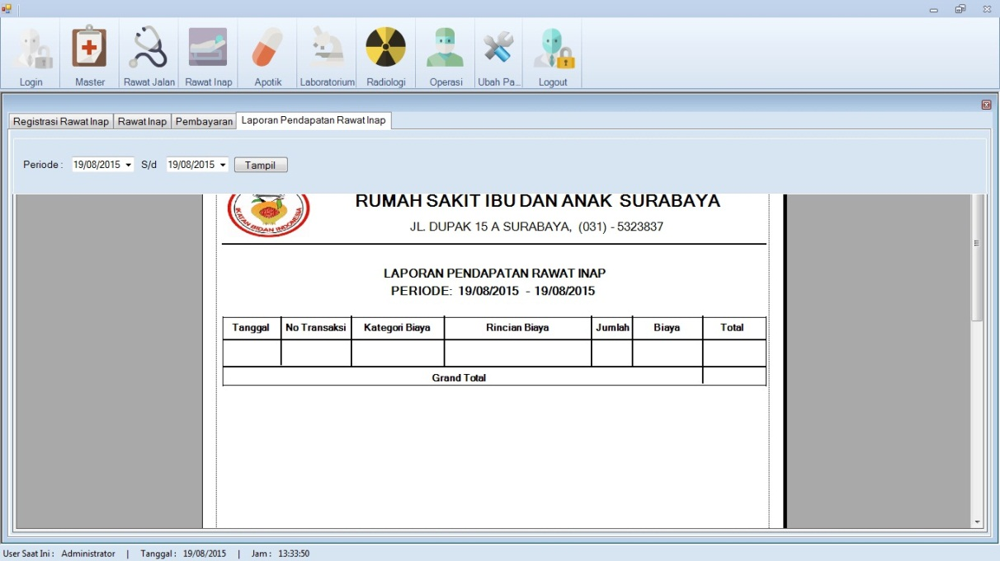 Login Master Rawat Jalan Rawat Inap Apotik Laboratorium Radiologi Operasi Ubah Pa... Logout
Registrasi Rawat Inap Rawat Inap Pembayaran Laporan Pendapatan Rawat Inap
Periode : 19/08/2015 S/d 19/08/2015 Tampil
RUMAH SAKIT IBU DAN ANAK SURABAYA
IKATAN BIDAN INDONESIA
JL. DUPAK 15 A SURABAYA, (031) - 5323837
LAPORAN PENDAPATAN RAWAT INAP
PERIODE: 19/08/2015 - 19/08/2015
Tanggal No Transaksi Kategori Biaya Rincian Biaya Jumlah Biaya Total
Grand Total
User Saat Ini : Administrator | Tanggal : 19/08/2015 | Jam : 13:33:50